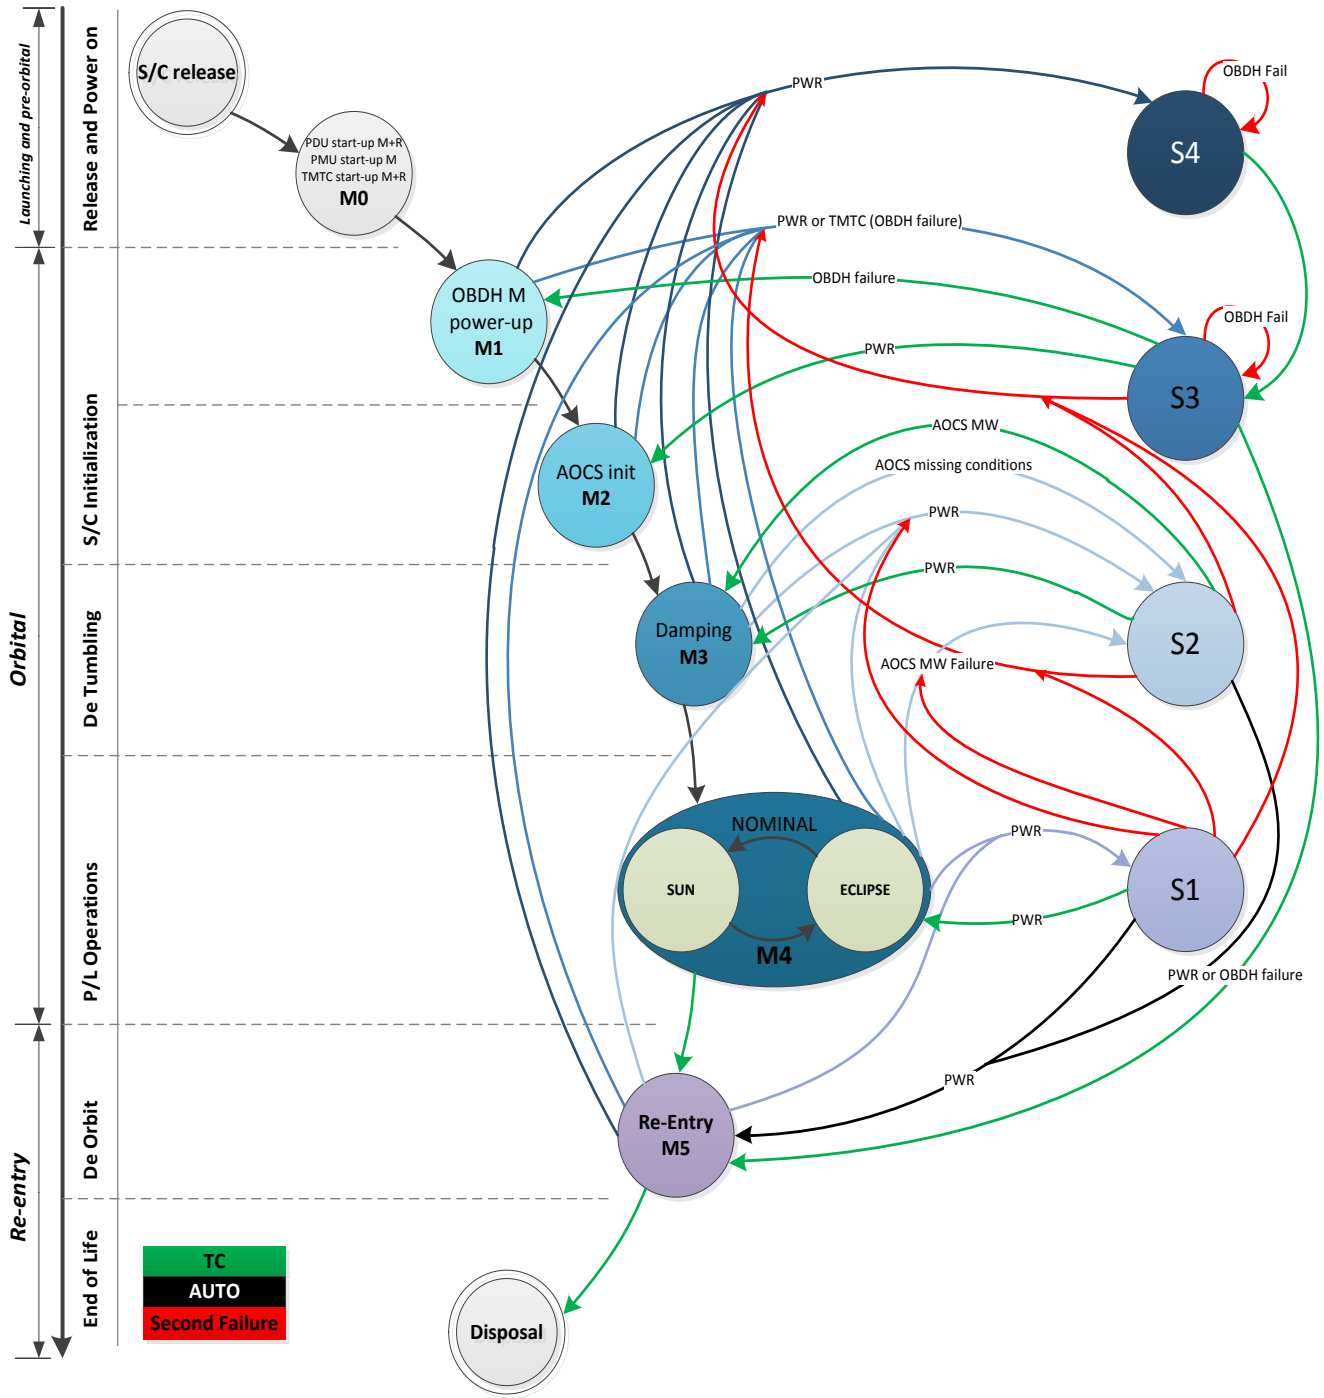 Launching and pre-orbital
Release and Power on
S/C release
PDU start-up M+R
PMU start-up M
TMTC start-up M+R
M0
PWR
OBDH Fail
S4
PWR or TMTC (OBDH failure)
OBDH failure
OBDH M
power-up
M1
OBDH Fail
PWR
S3
S/C Initialization
AOCS MW
AOCS missing conditions
AOCS init
M2
PWR
Orbital
De Tumbling
PWR
Damping
M3
S2
AOCS MW Failure
P/L Operations
NOMINAL
SUN
ECLIPSE
M4
PWR
S1
PWR
PWR or OBDH failure
Re-entry
De Orbit
PWR
Re-Entry
M5
End of Life
TC
AUTO
Second Failure
Disposal